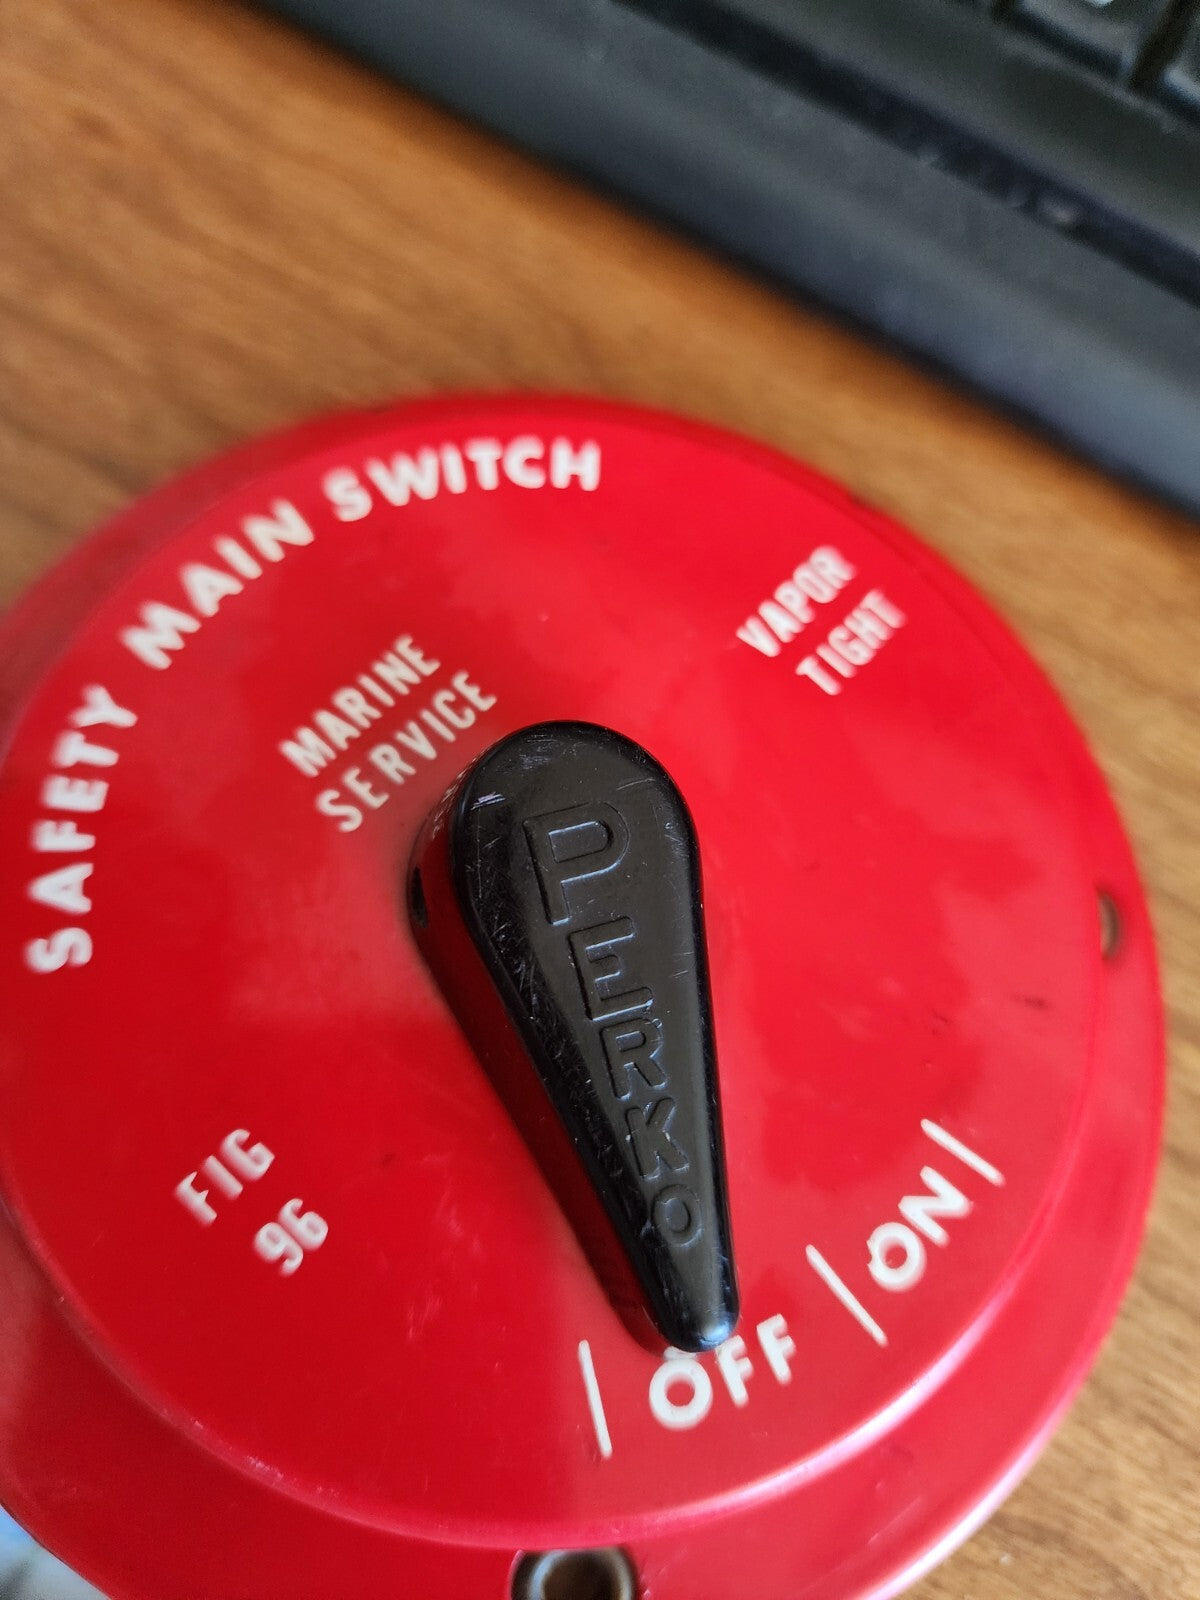 SAFETY MAIN SWITCH
MARINE
SERVICE
VAPOR
TIGHT
PERKO
FIG
96
OFF
ON